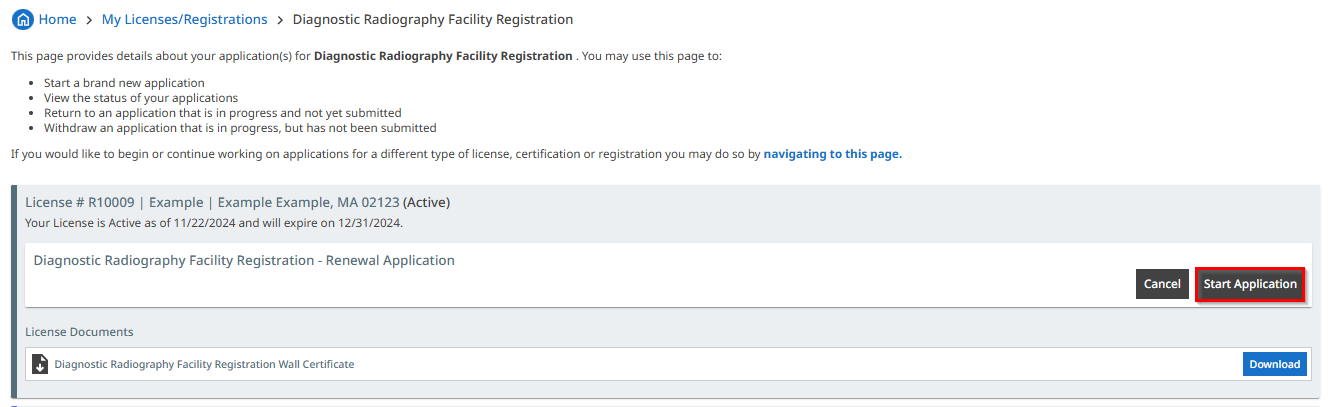 Home > My Licenses/Registrations > Diagnostic Radiography Facility Registration
This page provides details about your application(s) for Diagnostic Radiography Facility Registration . You may use this page to:
• Start a brand new application
• View the status of your applications
• Return to an application that is in progress and not yet submitted
• Withdraw an application that is in progress, but has not been submitted
If you would like to begin or continue working on applications for a different type of license, certification or registration you may do so by navigating to this page.
License # R10009 | Example | Example Example, MA 02123 (Active)
Your License is Active as of 11/22/2024 and will expire on 12/31/2024.
Diagnostic Radiography Facility Registration - Renewal Application
Cancel Start Application
License Documents
Diagnostic Radiography Facility Registration Wall Certificate Download